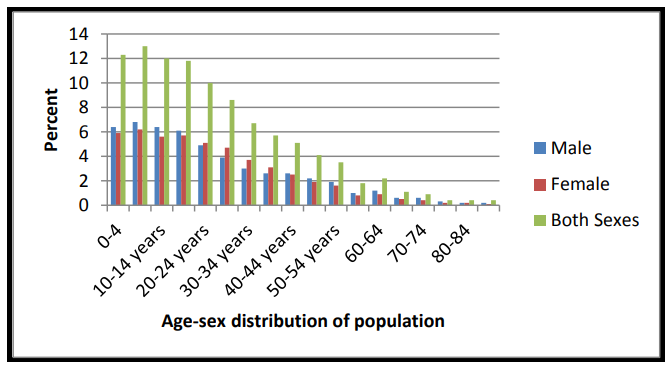 14
12
10
8
6
4
2
0
Percent
0-4
10-14 years
20-24 years
30-34 years
40-44 years
50-54 years
60-64
70-74
80-84
Age-sex distribution of population
Male
Female
Both Sexes